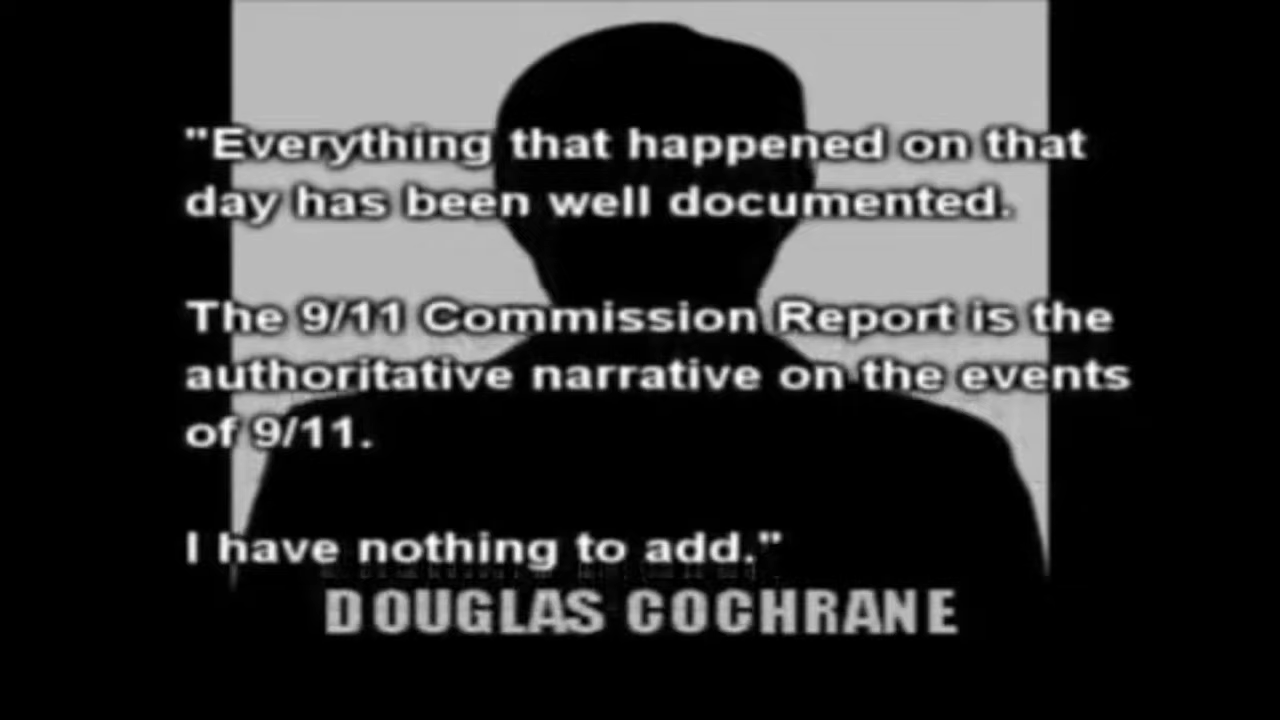 "Everything that happened on that
day has been well documented.
The 9/11 Commission Report is the
authoritative narrative on the events
of 9/11.
I have nothing to add."
DOUGLAS COCHRANE